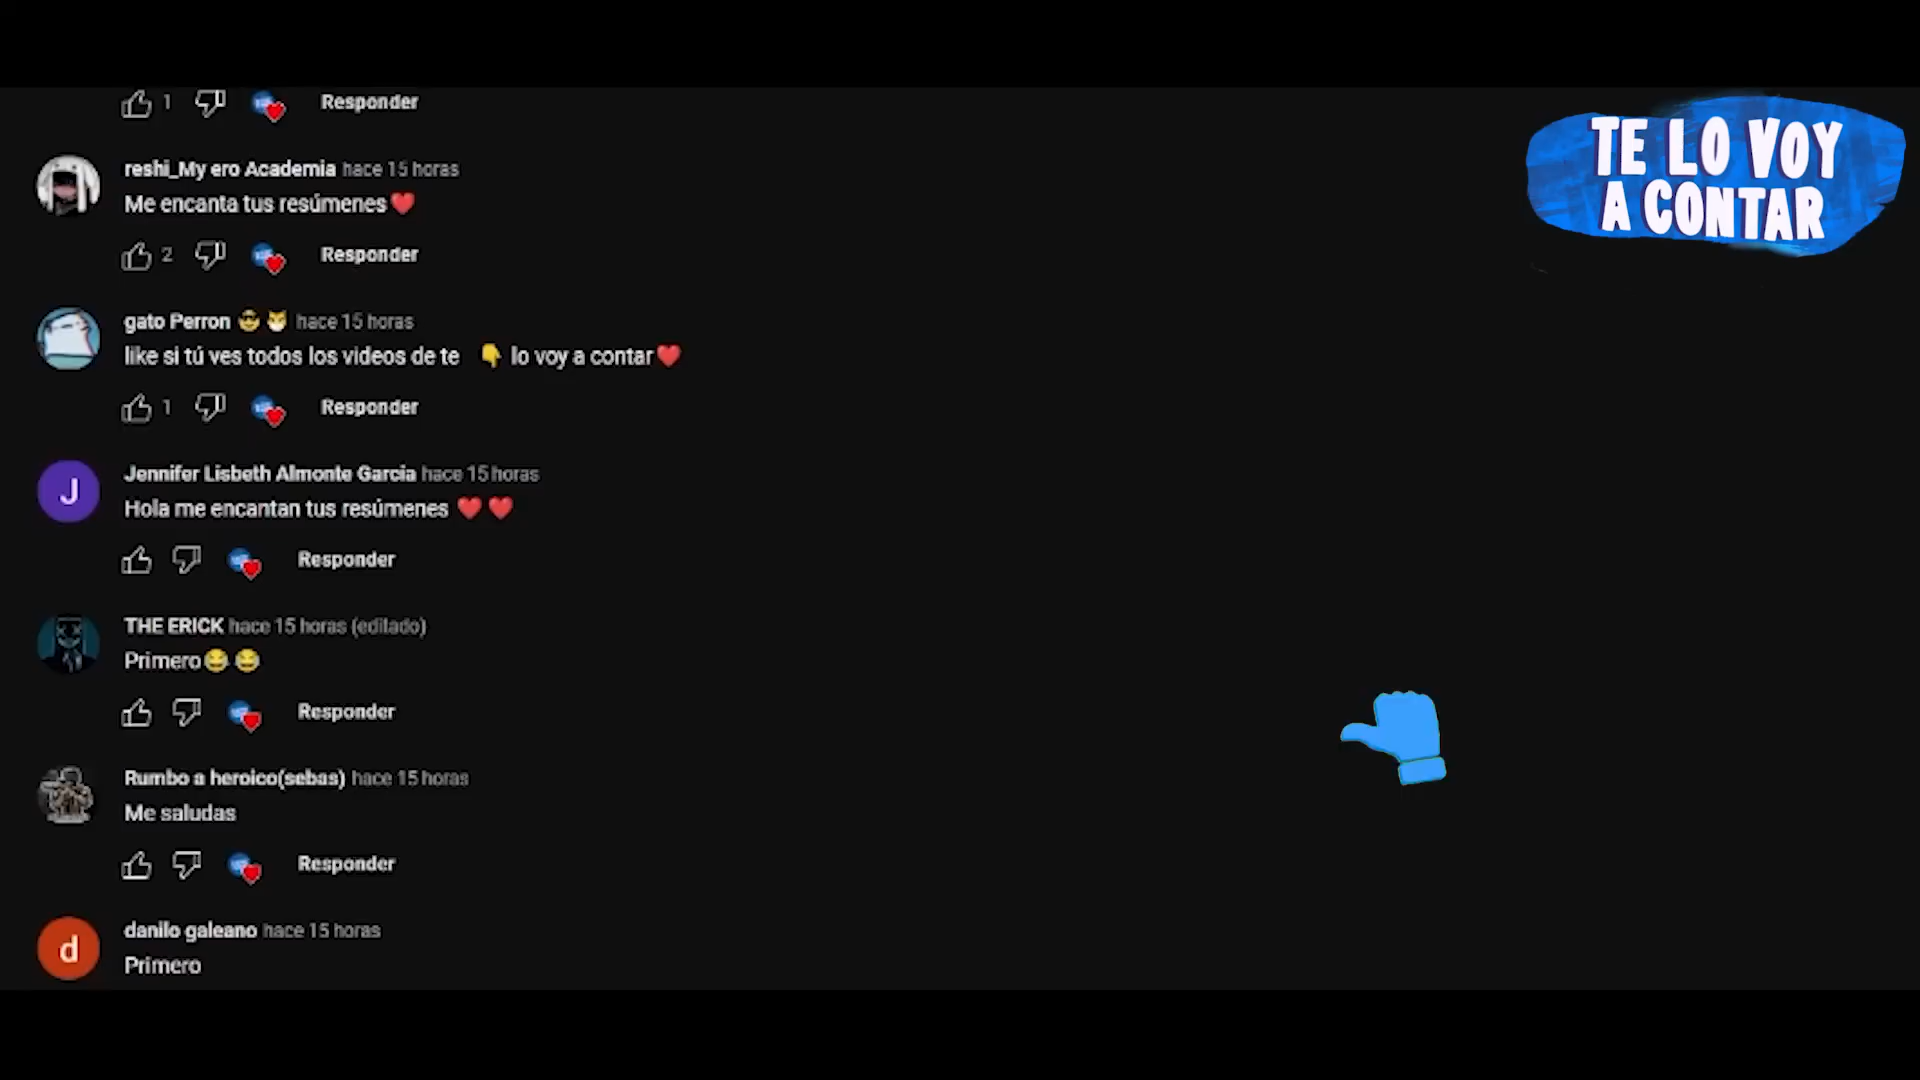 1 Responder
TE LO VOY
A CONTAR
reshi_My ero Academia hace 15 horas
Me encanta tus resúmenes❤️
2 Responder
gato Perron 😎 😼 hace 15 horas
like si tú ves todos los videos de te 👇 lo voy a contar❤️
1 Responder
J
Jennifer Lisbeth Almonte Garcia hace 15 horas
Hola me encantan tus resúmenes ❤️ ❤️
Responder
THE ERICK hace 15 horas (editado)
Primero😂 😂
Responder
Rumbo a heroico(sebas) hace 15 horas
Me saludas
Responder
d
danilo galeano hace 15 horas
Primero